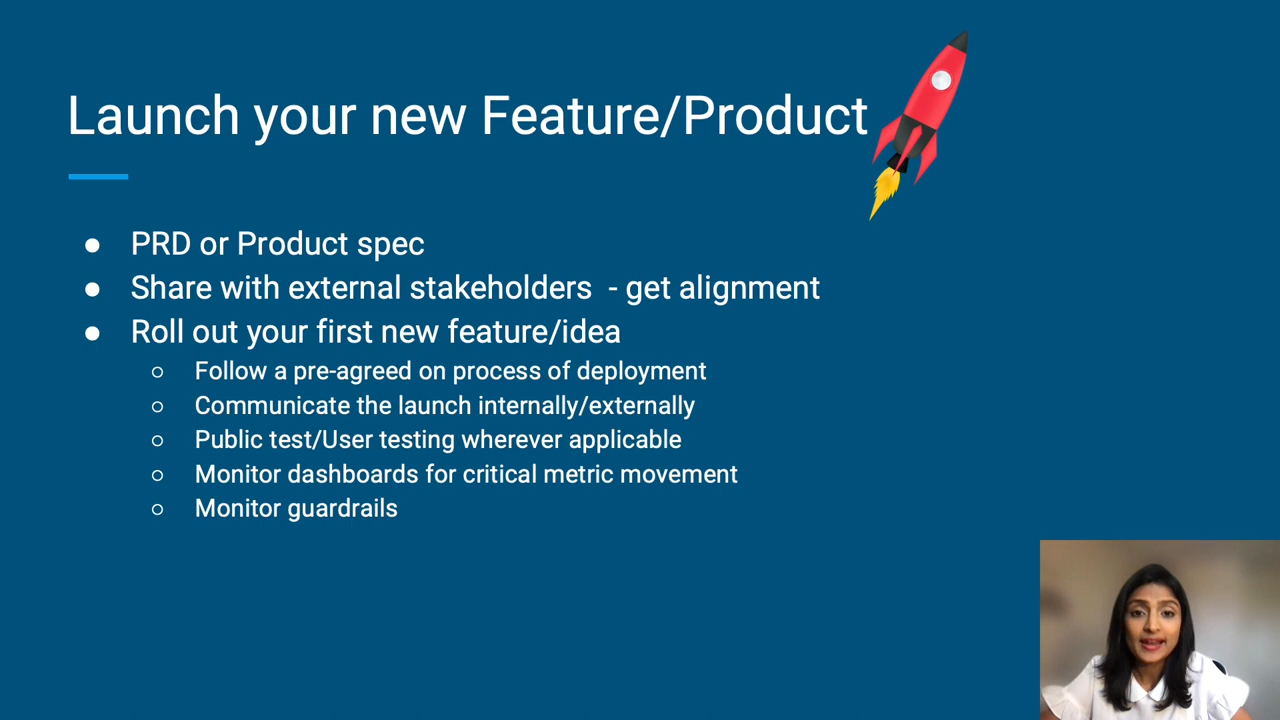 Launch your new Feature/Product
● PRD or Product spec
● Share with external stakeholders - get alignment
● Roll out your first new feature/idea
○ Follow a pre-agreed on process of deployment
○ Communicate the launch internally/externally
○ Public test/User testing wherever applicable
○ Monitor dashboards for critical metric movement
○ Monitor guardrails